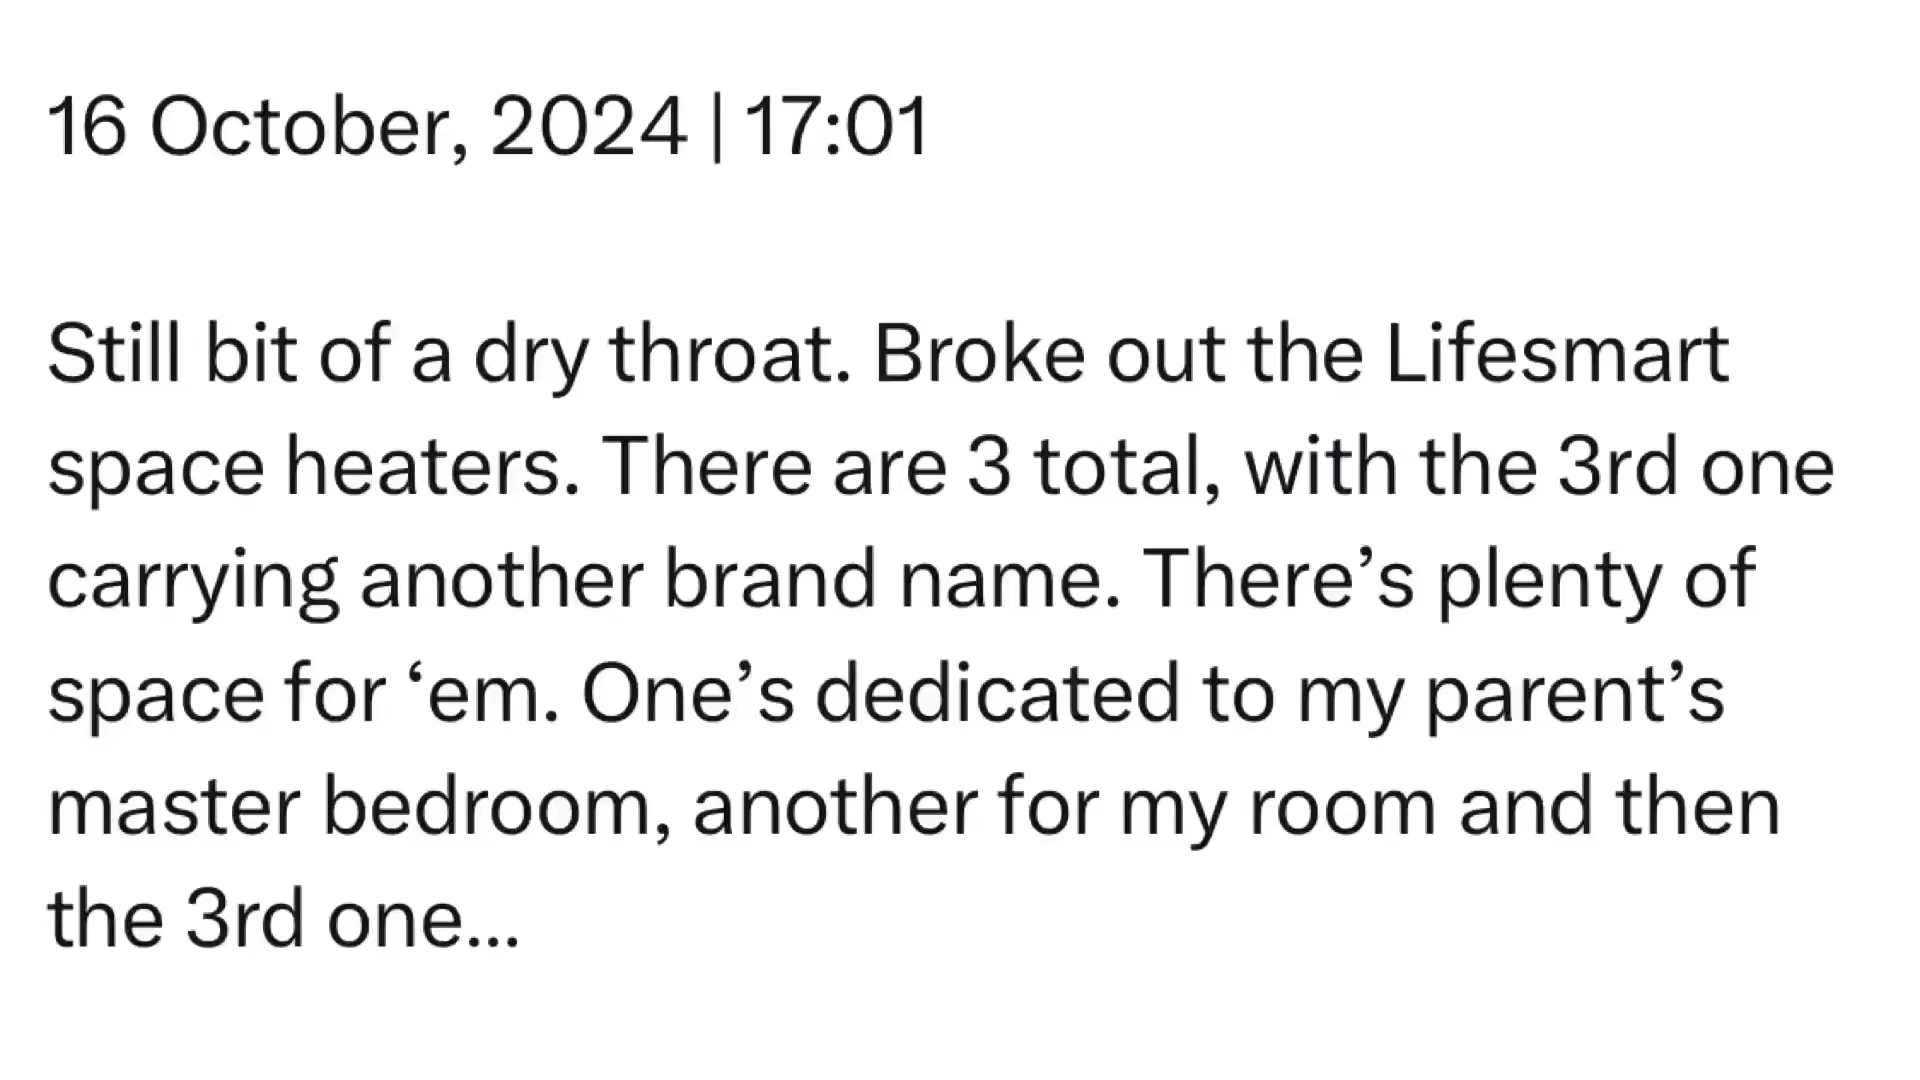 16 October, 2024 | 17:01
Still bit of a dry throat. Broke out the Lifesmart
space heaters. There are 3 total, with the 3rd one
carrying another brand name. There’s plenty of
space for ‘em. One’s dedicated to my parent’s
master bedroom, another for my room and then
the 3rd one...